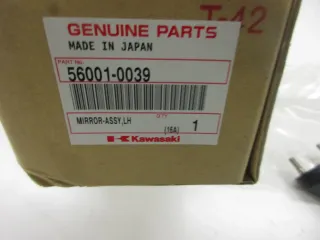 T-42
GENUINE PARTS
MADE IN JAPAN
PART No.
56001-0039
MIRROR-ASSY,LH
QTY
(16A) 1
Kawasaki